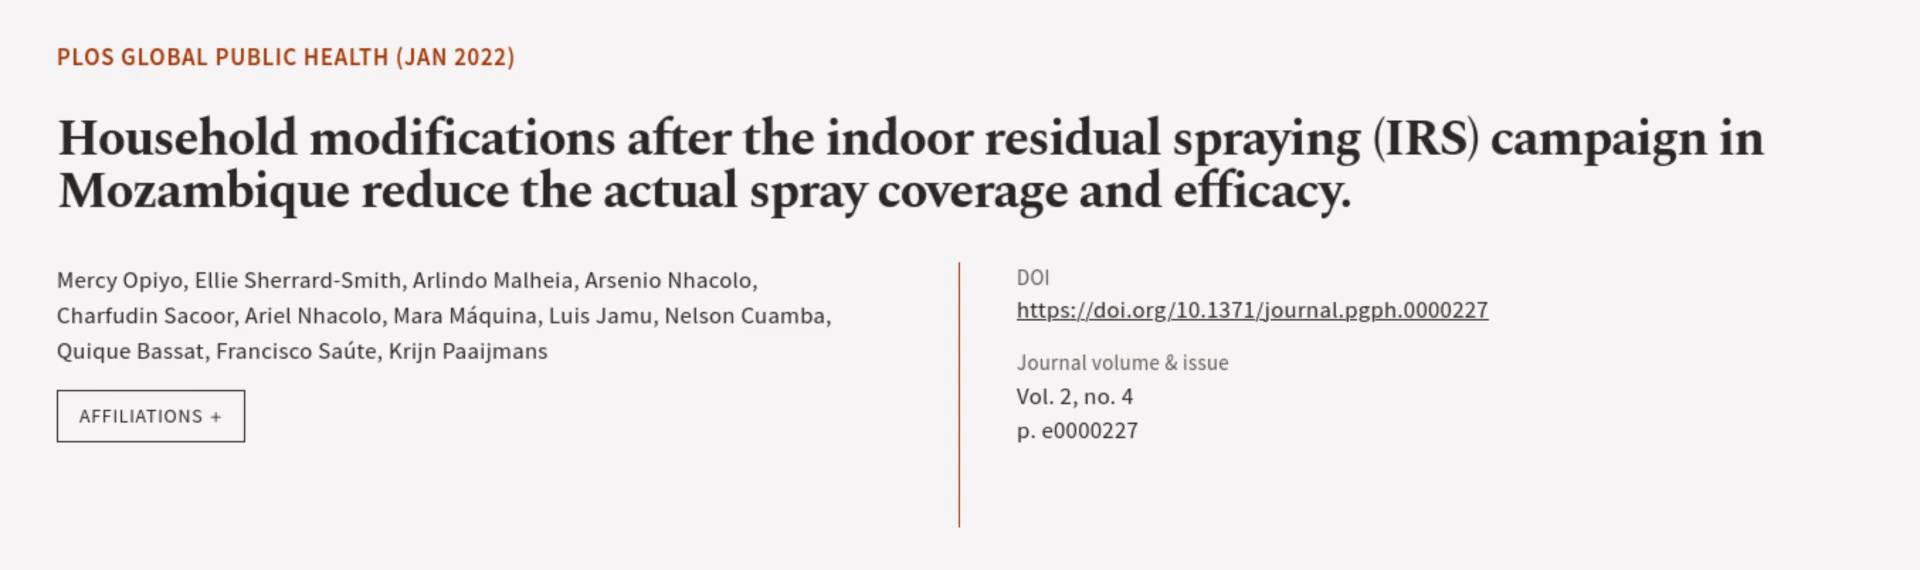 PLOS GLOBAL PUBLIC HEALTH (JAN 2022)
Household modifications after the indoor residual spraying (IRS) campaign in
Mozambique reduce the actual spray coverage and efficacy.
Mercy Opiyo, Ellie Sherrard-Smith, Arlindo Malheia, Arsenio Nhacolo,
Charfudin Sacoor, Ariel Nhacolo, Mara Máquina, Luis Jamu, Nelson Cuamba,
Quique Bassat, Francisco Saúte, Krijn Paaijmans
AFFILIATIONS +
DOI
https://doi.org/10.1371/journal.pgph.0000227
Journal volume & issue
Vol. 2, no. 4
p. e0000227